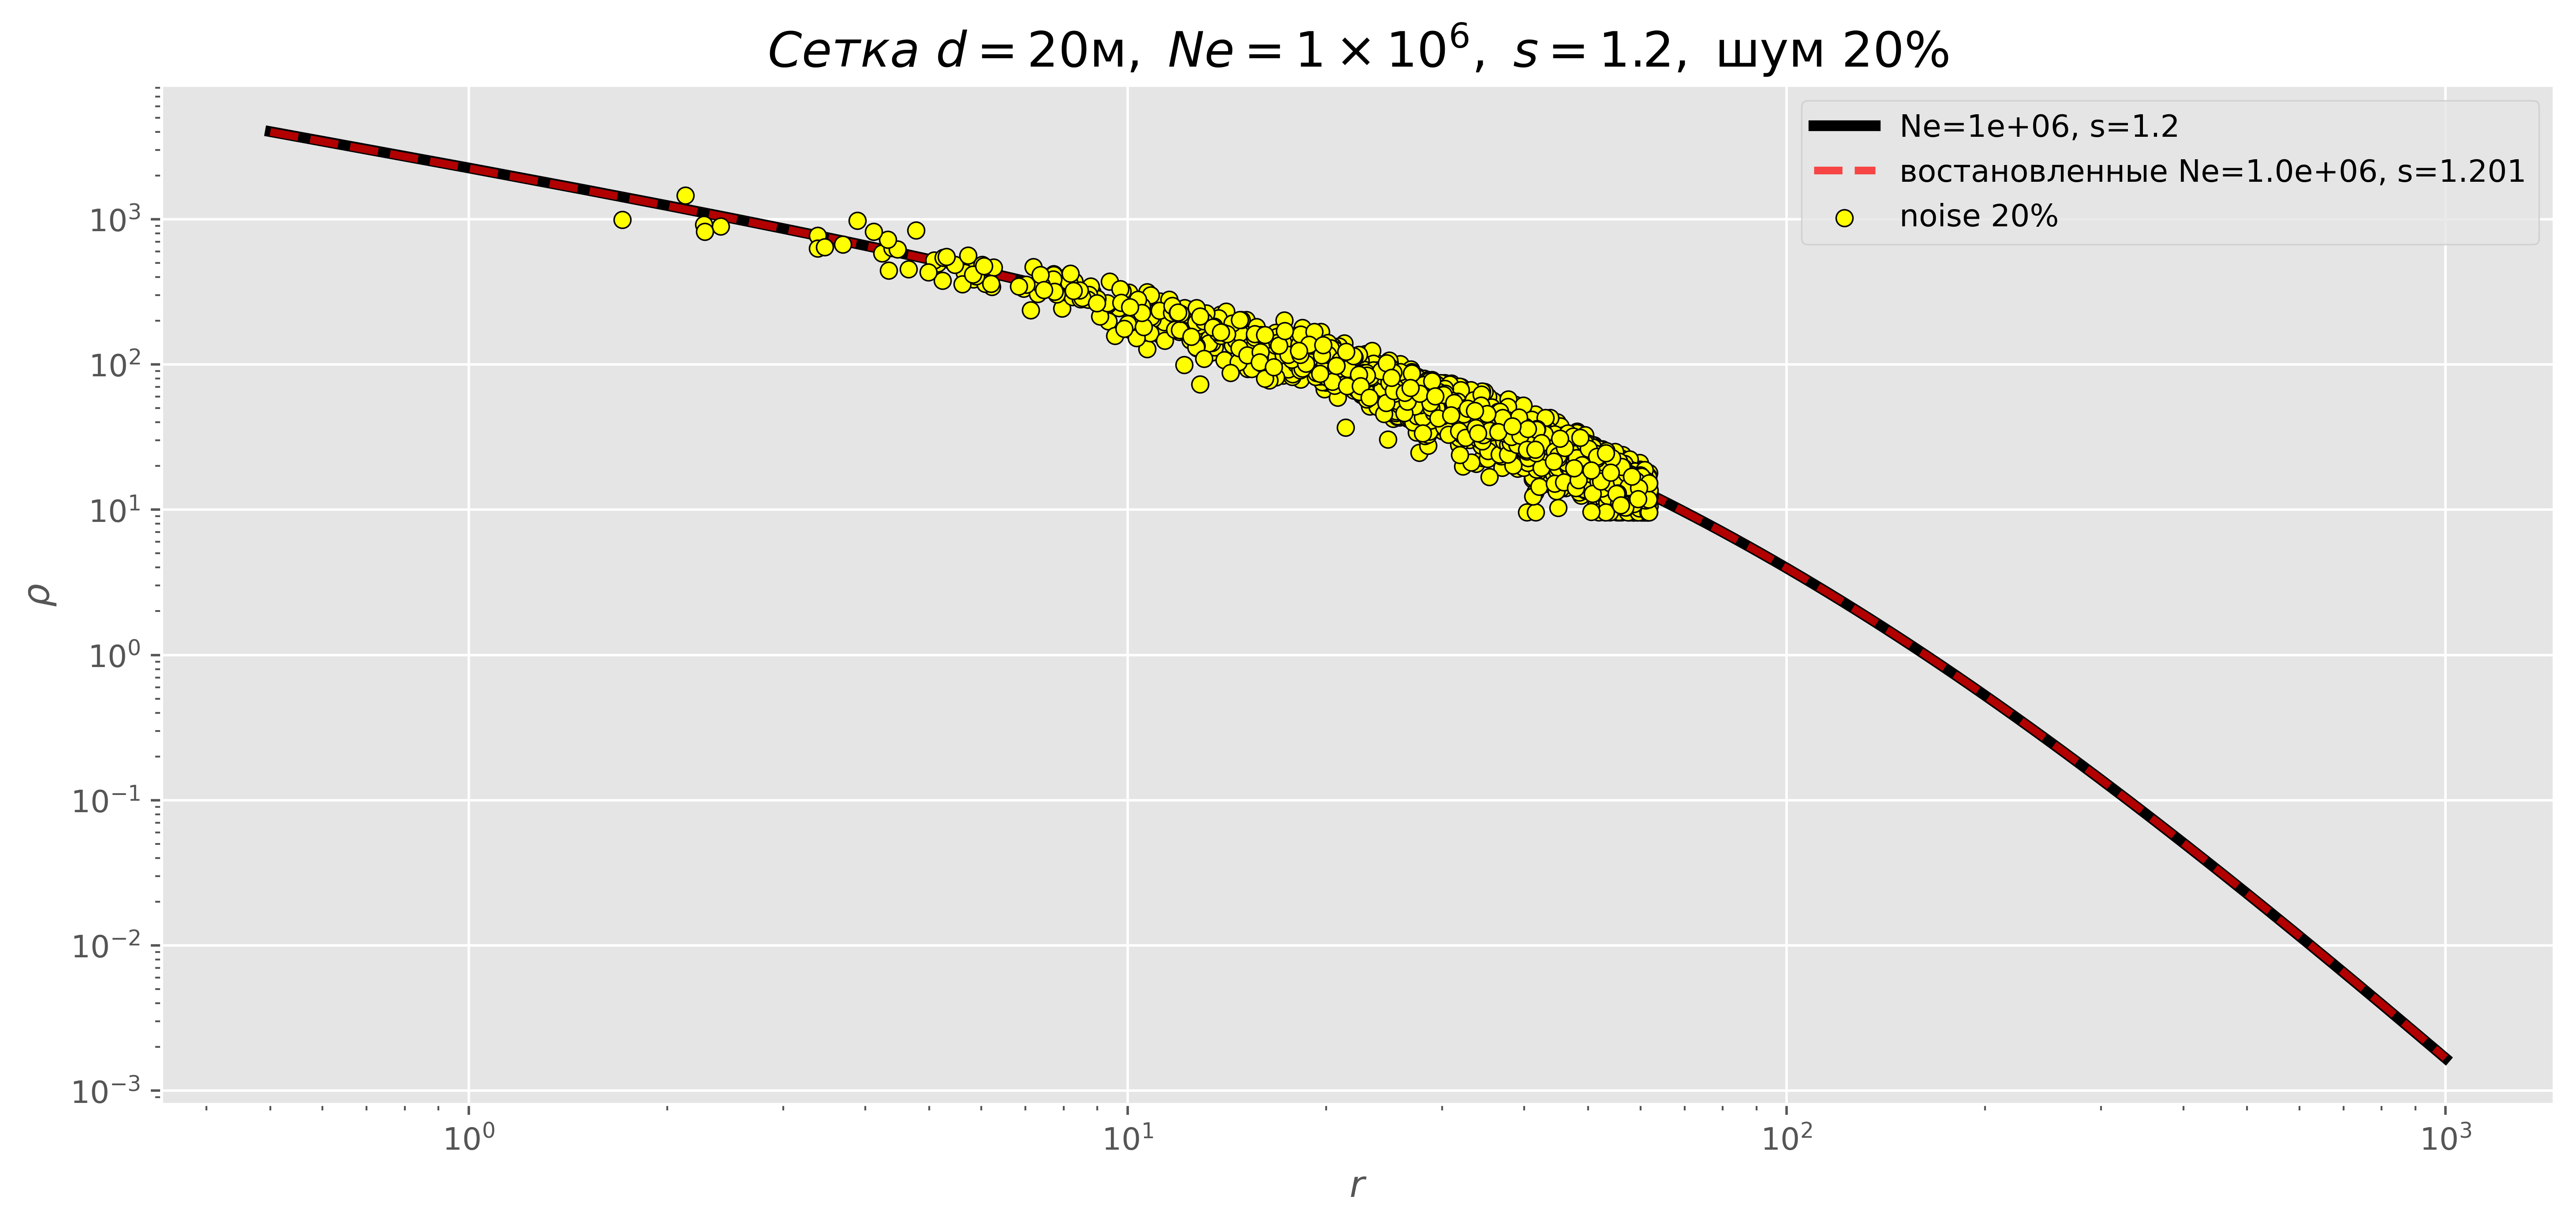 Сетка d = 20м, Ne = 1 × 10⁶, s = 1.2, шум 20%
Ne=1e+06, s=1.2
востановленные Ne=1.0e+06, s=1.201
noise 20%
10³
10²
10¹
10⁰
10⁻¹
10⁻²
10⁻³
ρ
10⁰ 10¹ 10² 10³
r